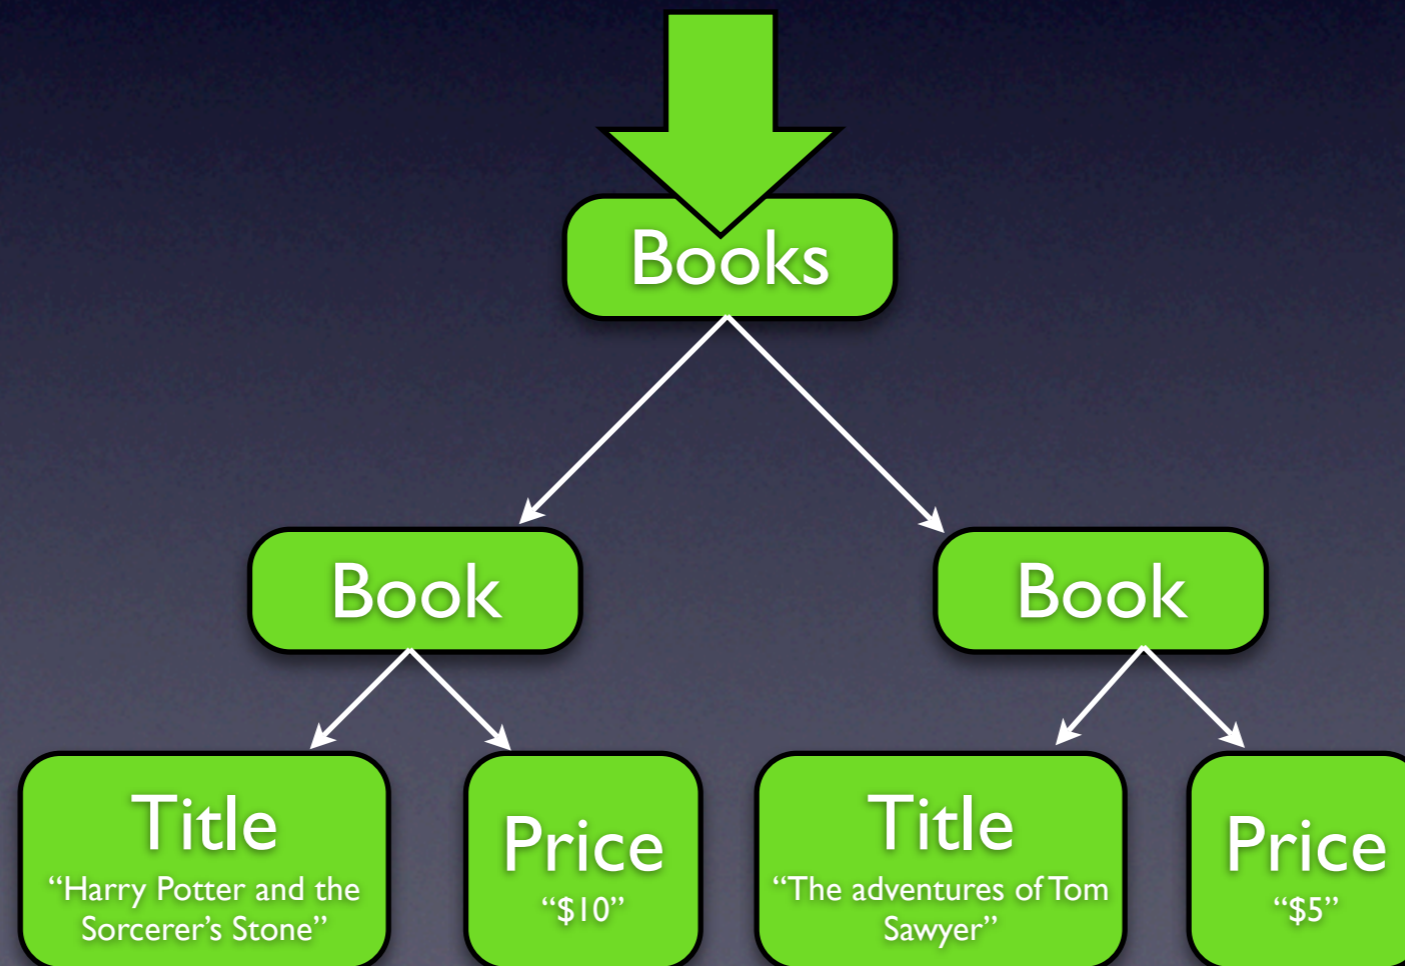 Books
Book
Book
Title
“Harry Potter and the
Sorcerer’s Stone”
Price
“$10”
Title
“The adventures of Tom
Sawyer”
Price
“$5”